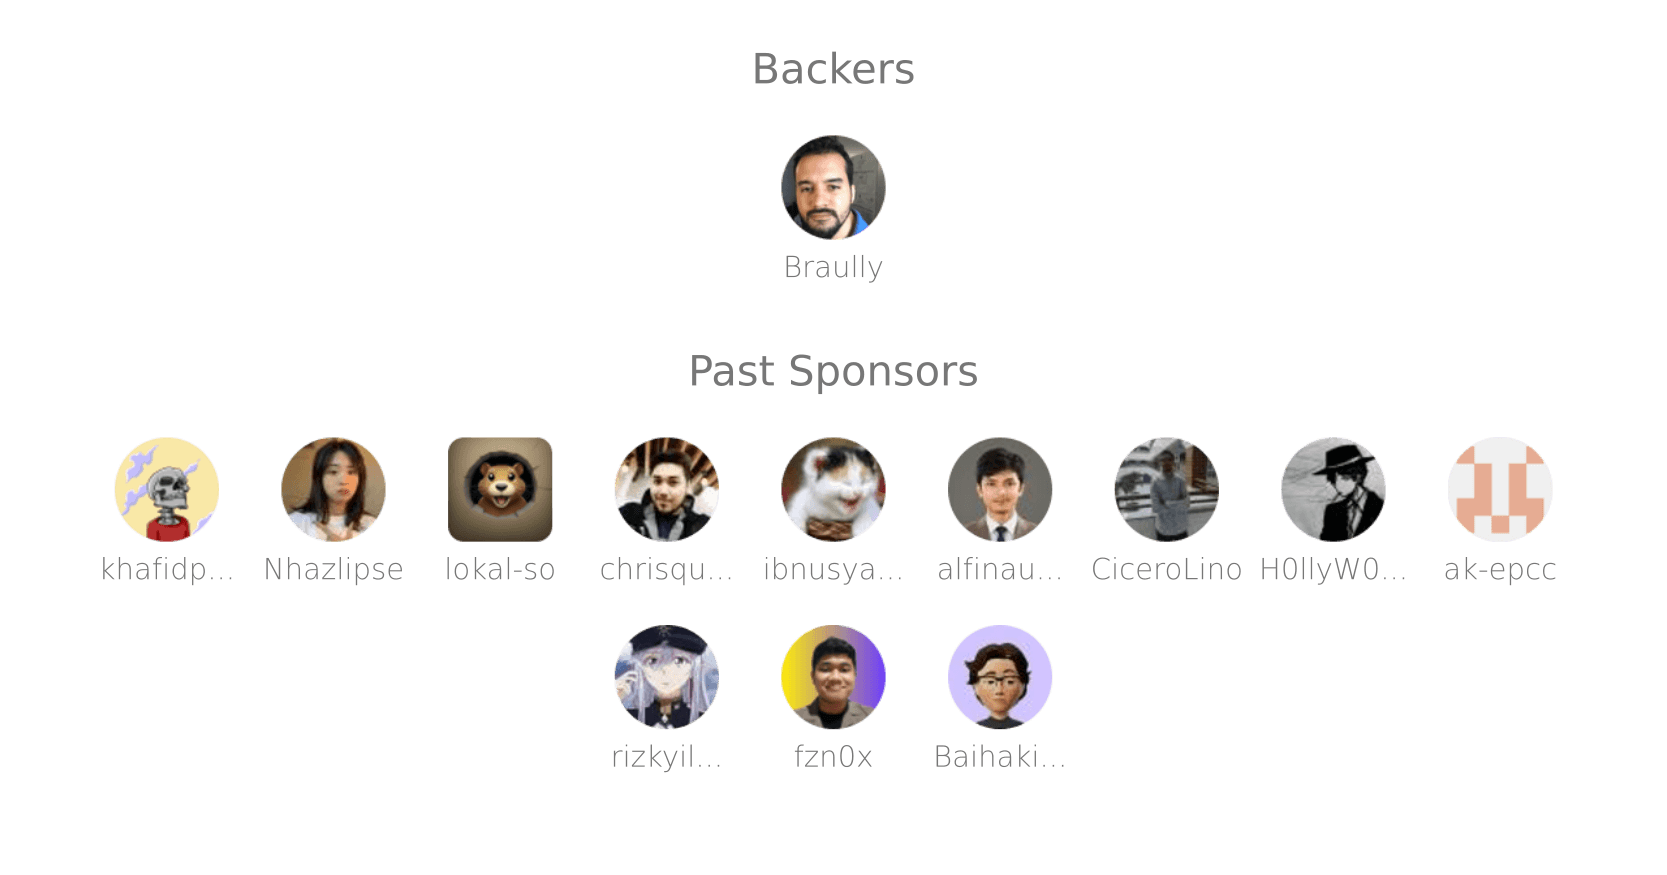 Backers
Braully
Past Sponsors
khafidp... Nhazlipse lokal-so chrisqu... ibnusya... alfinau... CiceroLino H0llyW0... ak-epcc
rizkyil... fzn0x Baihaki...